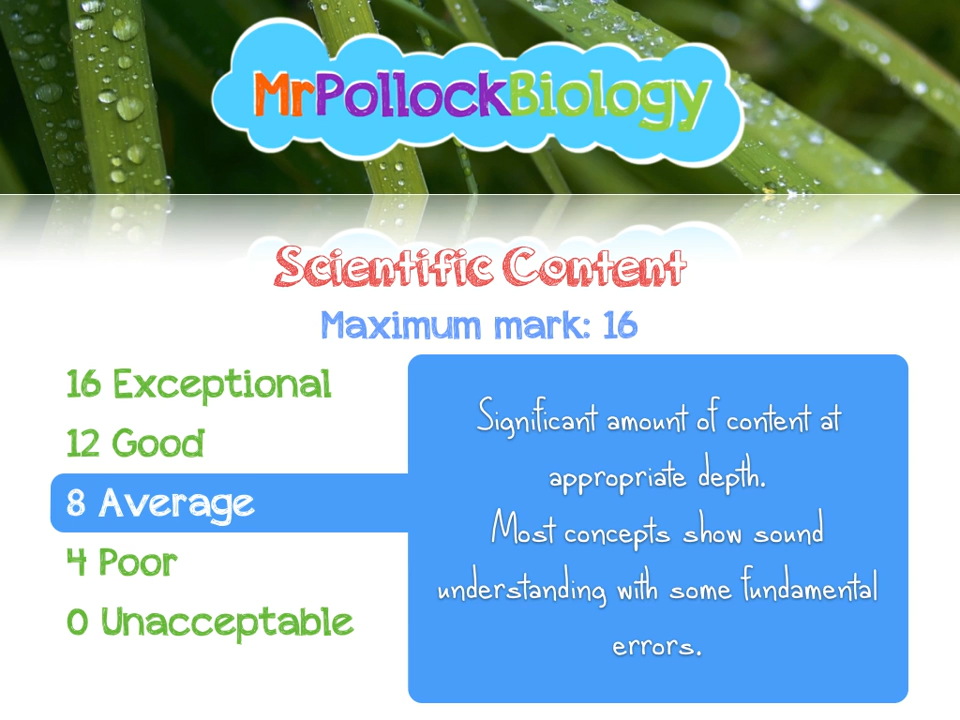 MrPollockBiology
Scientific Content
Maximum mark: 16
16 Exceptional
12 Good
8 Average
4 Poor
0 Unacceptable
Significant amount of content at
appropriate depth.
Most concepts show sound
understanding with some fundamental
errors.